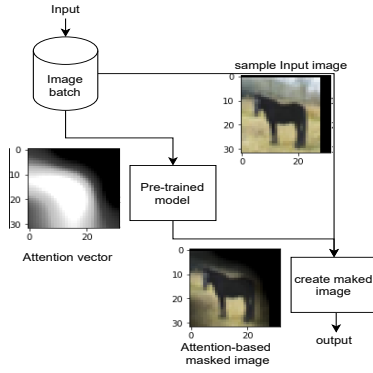 Input
Image
batch
sample Input image
0
10
20
30
0
20
0
10
20
30
0
20
Attention vector
Pre-trained
model
0
10
20
30
0
20
Attention-based
masked image
create maked
image
output